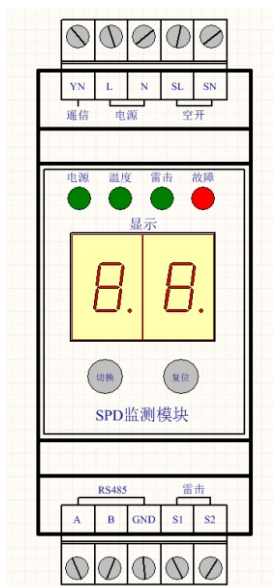 YN L N SL SN
遥信 电源 空开
电源 温度 雷击 故障
显示
8. 8.
切换 复位
SPD监测模块
RS485 雷击
A B GND S1 S2